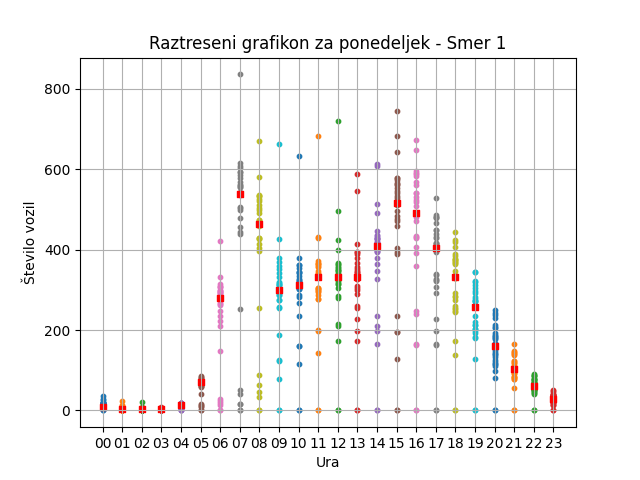 Raztreseni grafikon za ponedeljek - Smer 1
Število vozil
800
600
400
200
0
00 01 02 03 04 05 06 07 08 09 10 11 12 13 14 15 16 17 18 19 20 21 22 23
Ura